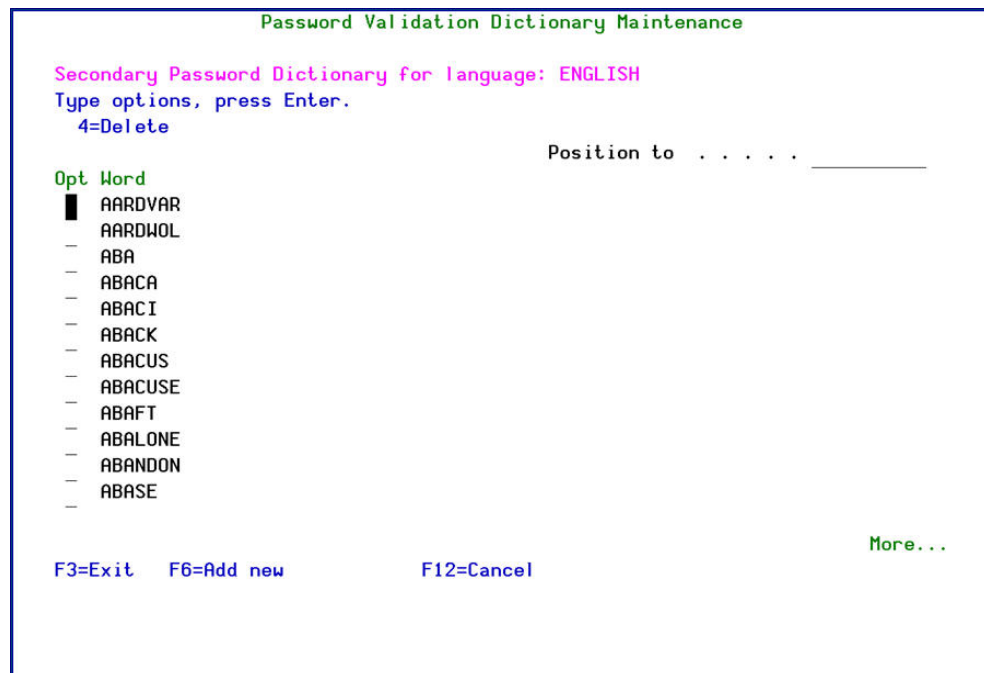 Password Validation Dictionary Maintenance
Secondary Password Dictionary for language: ENGLISH
Type options, press Enter.
4=Delete
Position to . . . . . __________
Opt Word
AARDVAR
_ AARDWOL
_ ABA
_ ABACA
_ ABACI
_ ABACK
_ ABACUS
_ ABACUSE
_ ABAFT
_ ABALONE
_ ABANDON
_ ABASE
More...
F3=Exit F6=Add new F12=Cancel